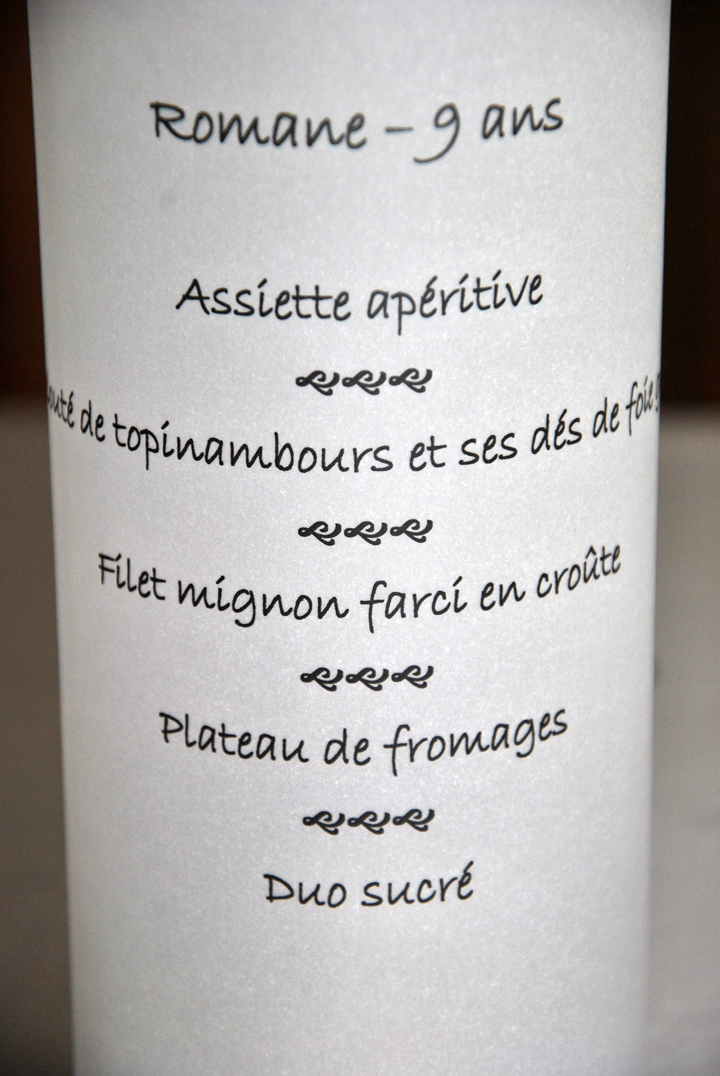 Romane – 9 ans
Assiette apéritive
de topinambours et ses dés de foie
Filet mignon farci en croûte
Plateau de fromages
Duo sucré